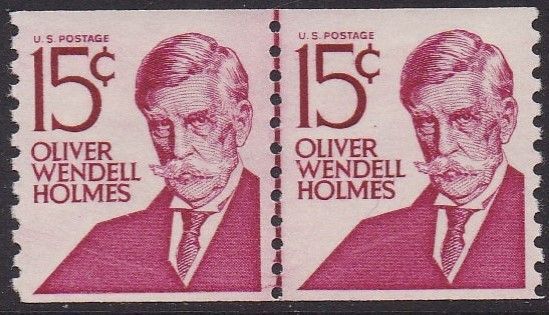 U.S. POSTAGE
15¢
OLIVER
WENDELL
HOLMES
U.S. POSTAGE
15¢
OLIVER
WENDELL
HOLMES